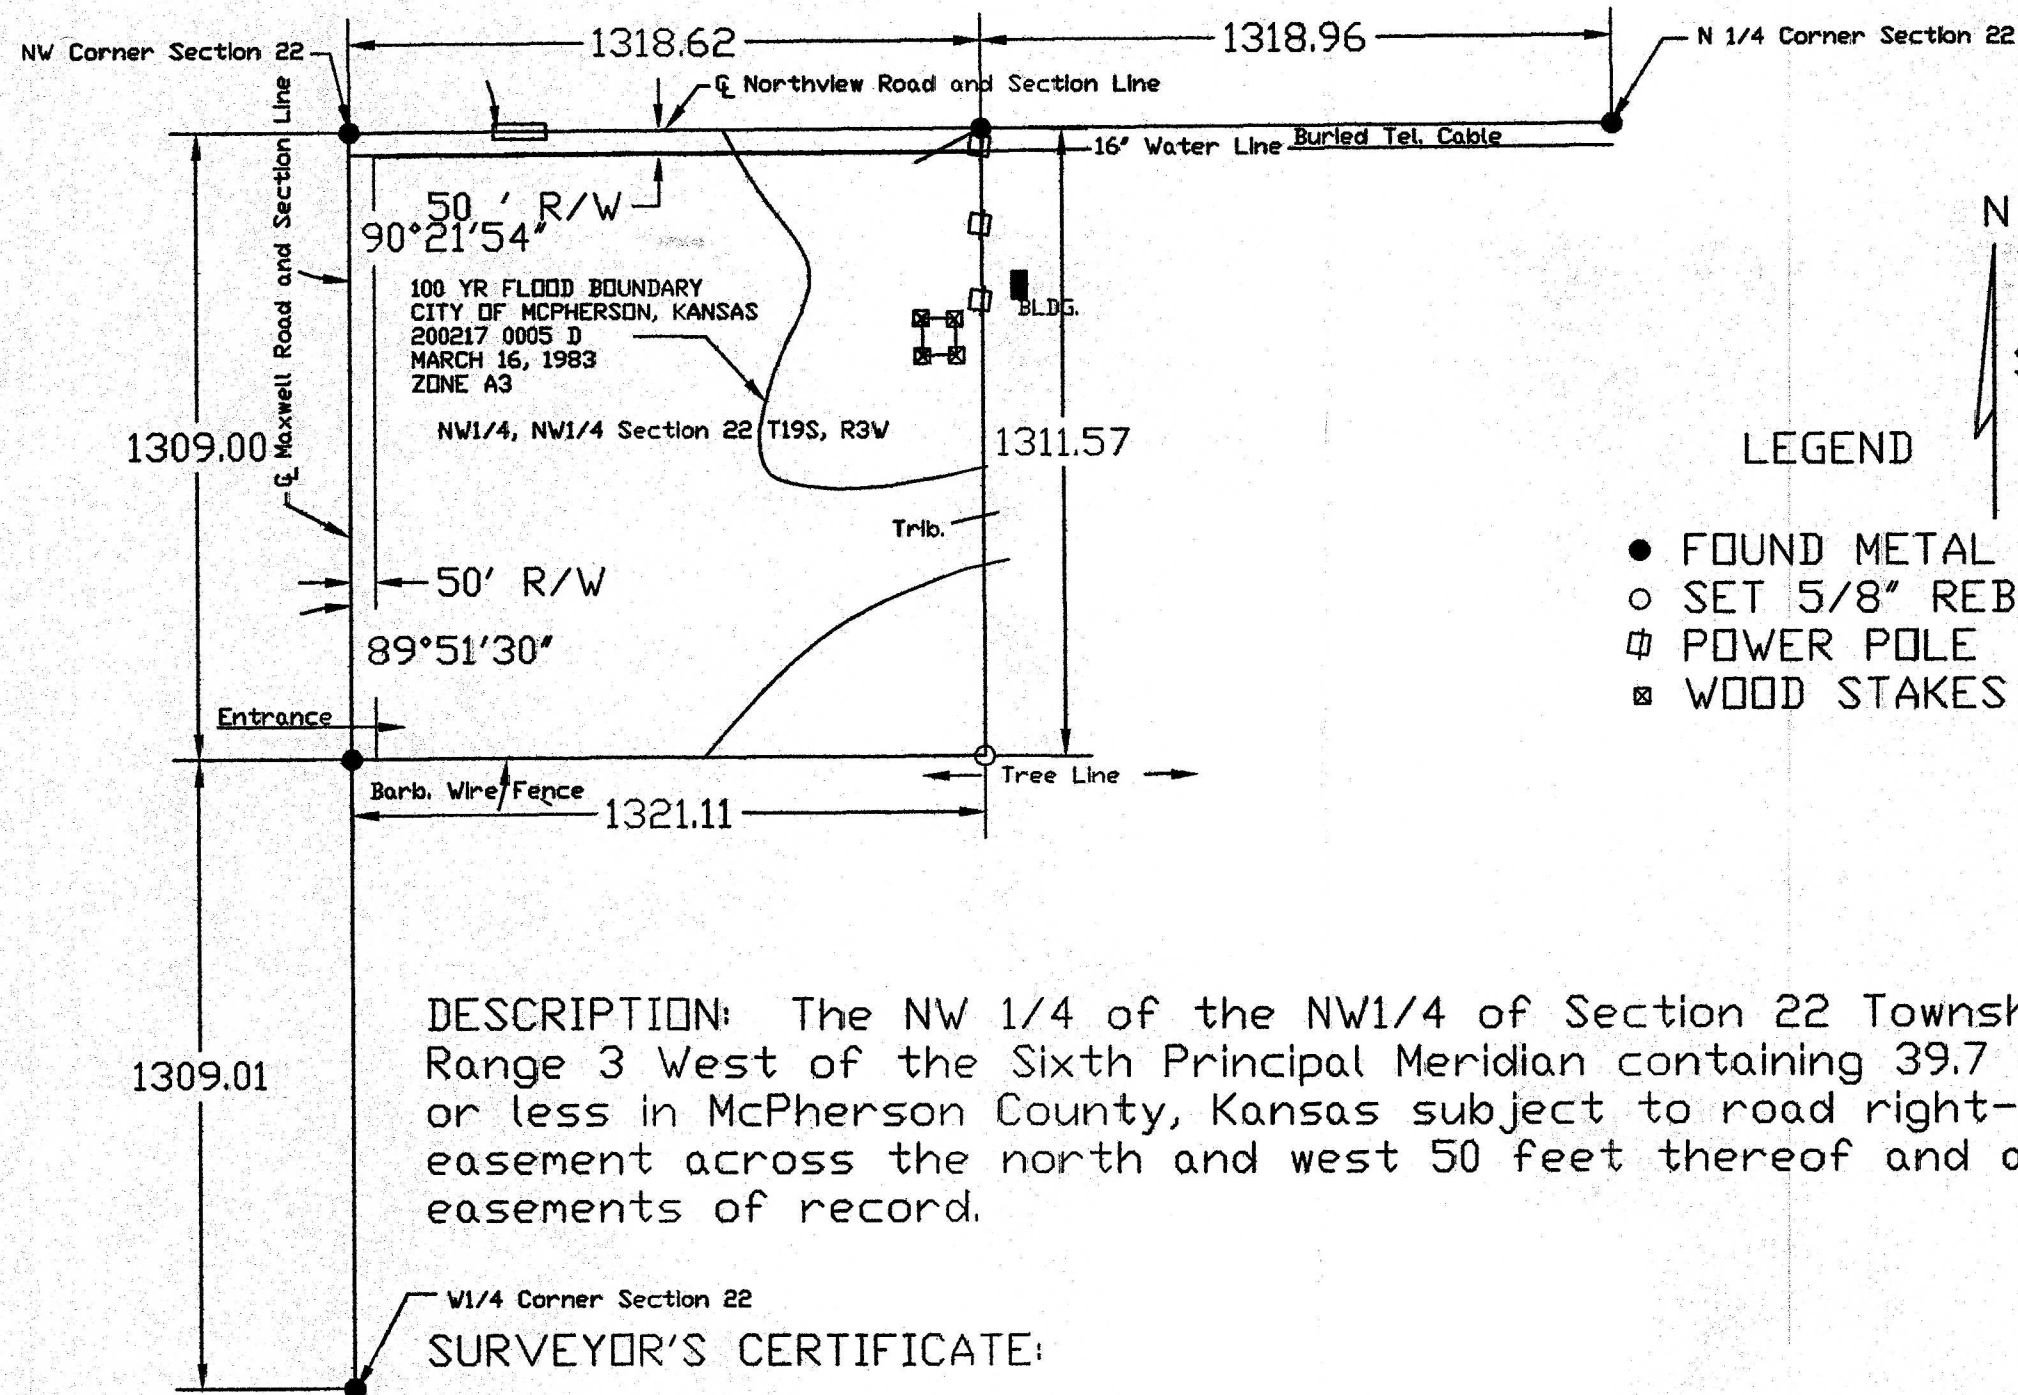 1318.62
1318.96
NW Corner Section 22
N 1/4 Corner Section 22
℄ Northview Road and Section Line
16" Water Line
Buried Tel. Cable
℄ Maxwell Road and Section Line
50 ' R/W
90°21'54"
N
100 YR FLOOD BOUNDARY
CITY OF MCPHERSON, KANSAS
200217 0005 D
MARCH 16, 1983
ZONE A3
BLDG.
NW1/4, NW1/4 Section 22 T19S, R3W
1309.00
1311.57
LEGEND
Trib.
FOUND METAL
SET 5/8" REB
POWER POLE
WOOD STAKES
50' R/W
89°51'30"
Entrance
Tree Line
Barb. Wire Fence
1321.11
DESCRIPTION: The NW 1/4 of the NW1/4 of Section 22 Townsh
Range 3 West of the Sixth Principal Meridian containing 39.7
or less in McPherson County, Kansas subject to road right-
easement across the north and west 50 feet thereof and
easements of record.
1309.01
W1/4 Corner Section 22
SURVEYOR'S CERTIFICATE: